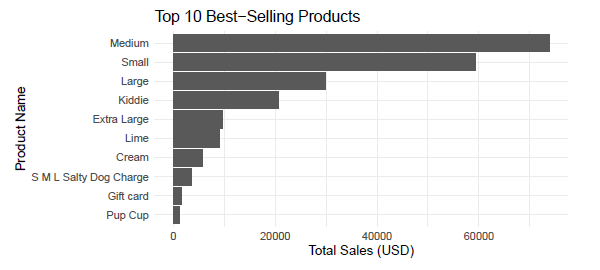 Top 10 Best−Selling Products
Product Name
Medium
Small
Large
Kiddie
Extra Large
Lime
Cream
S M L Salty Dog Charge
Gift card
Pup Cup
0 20000 40000 60000
Total Sales (USD)